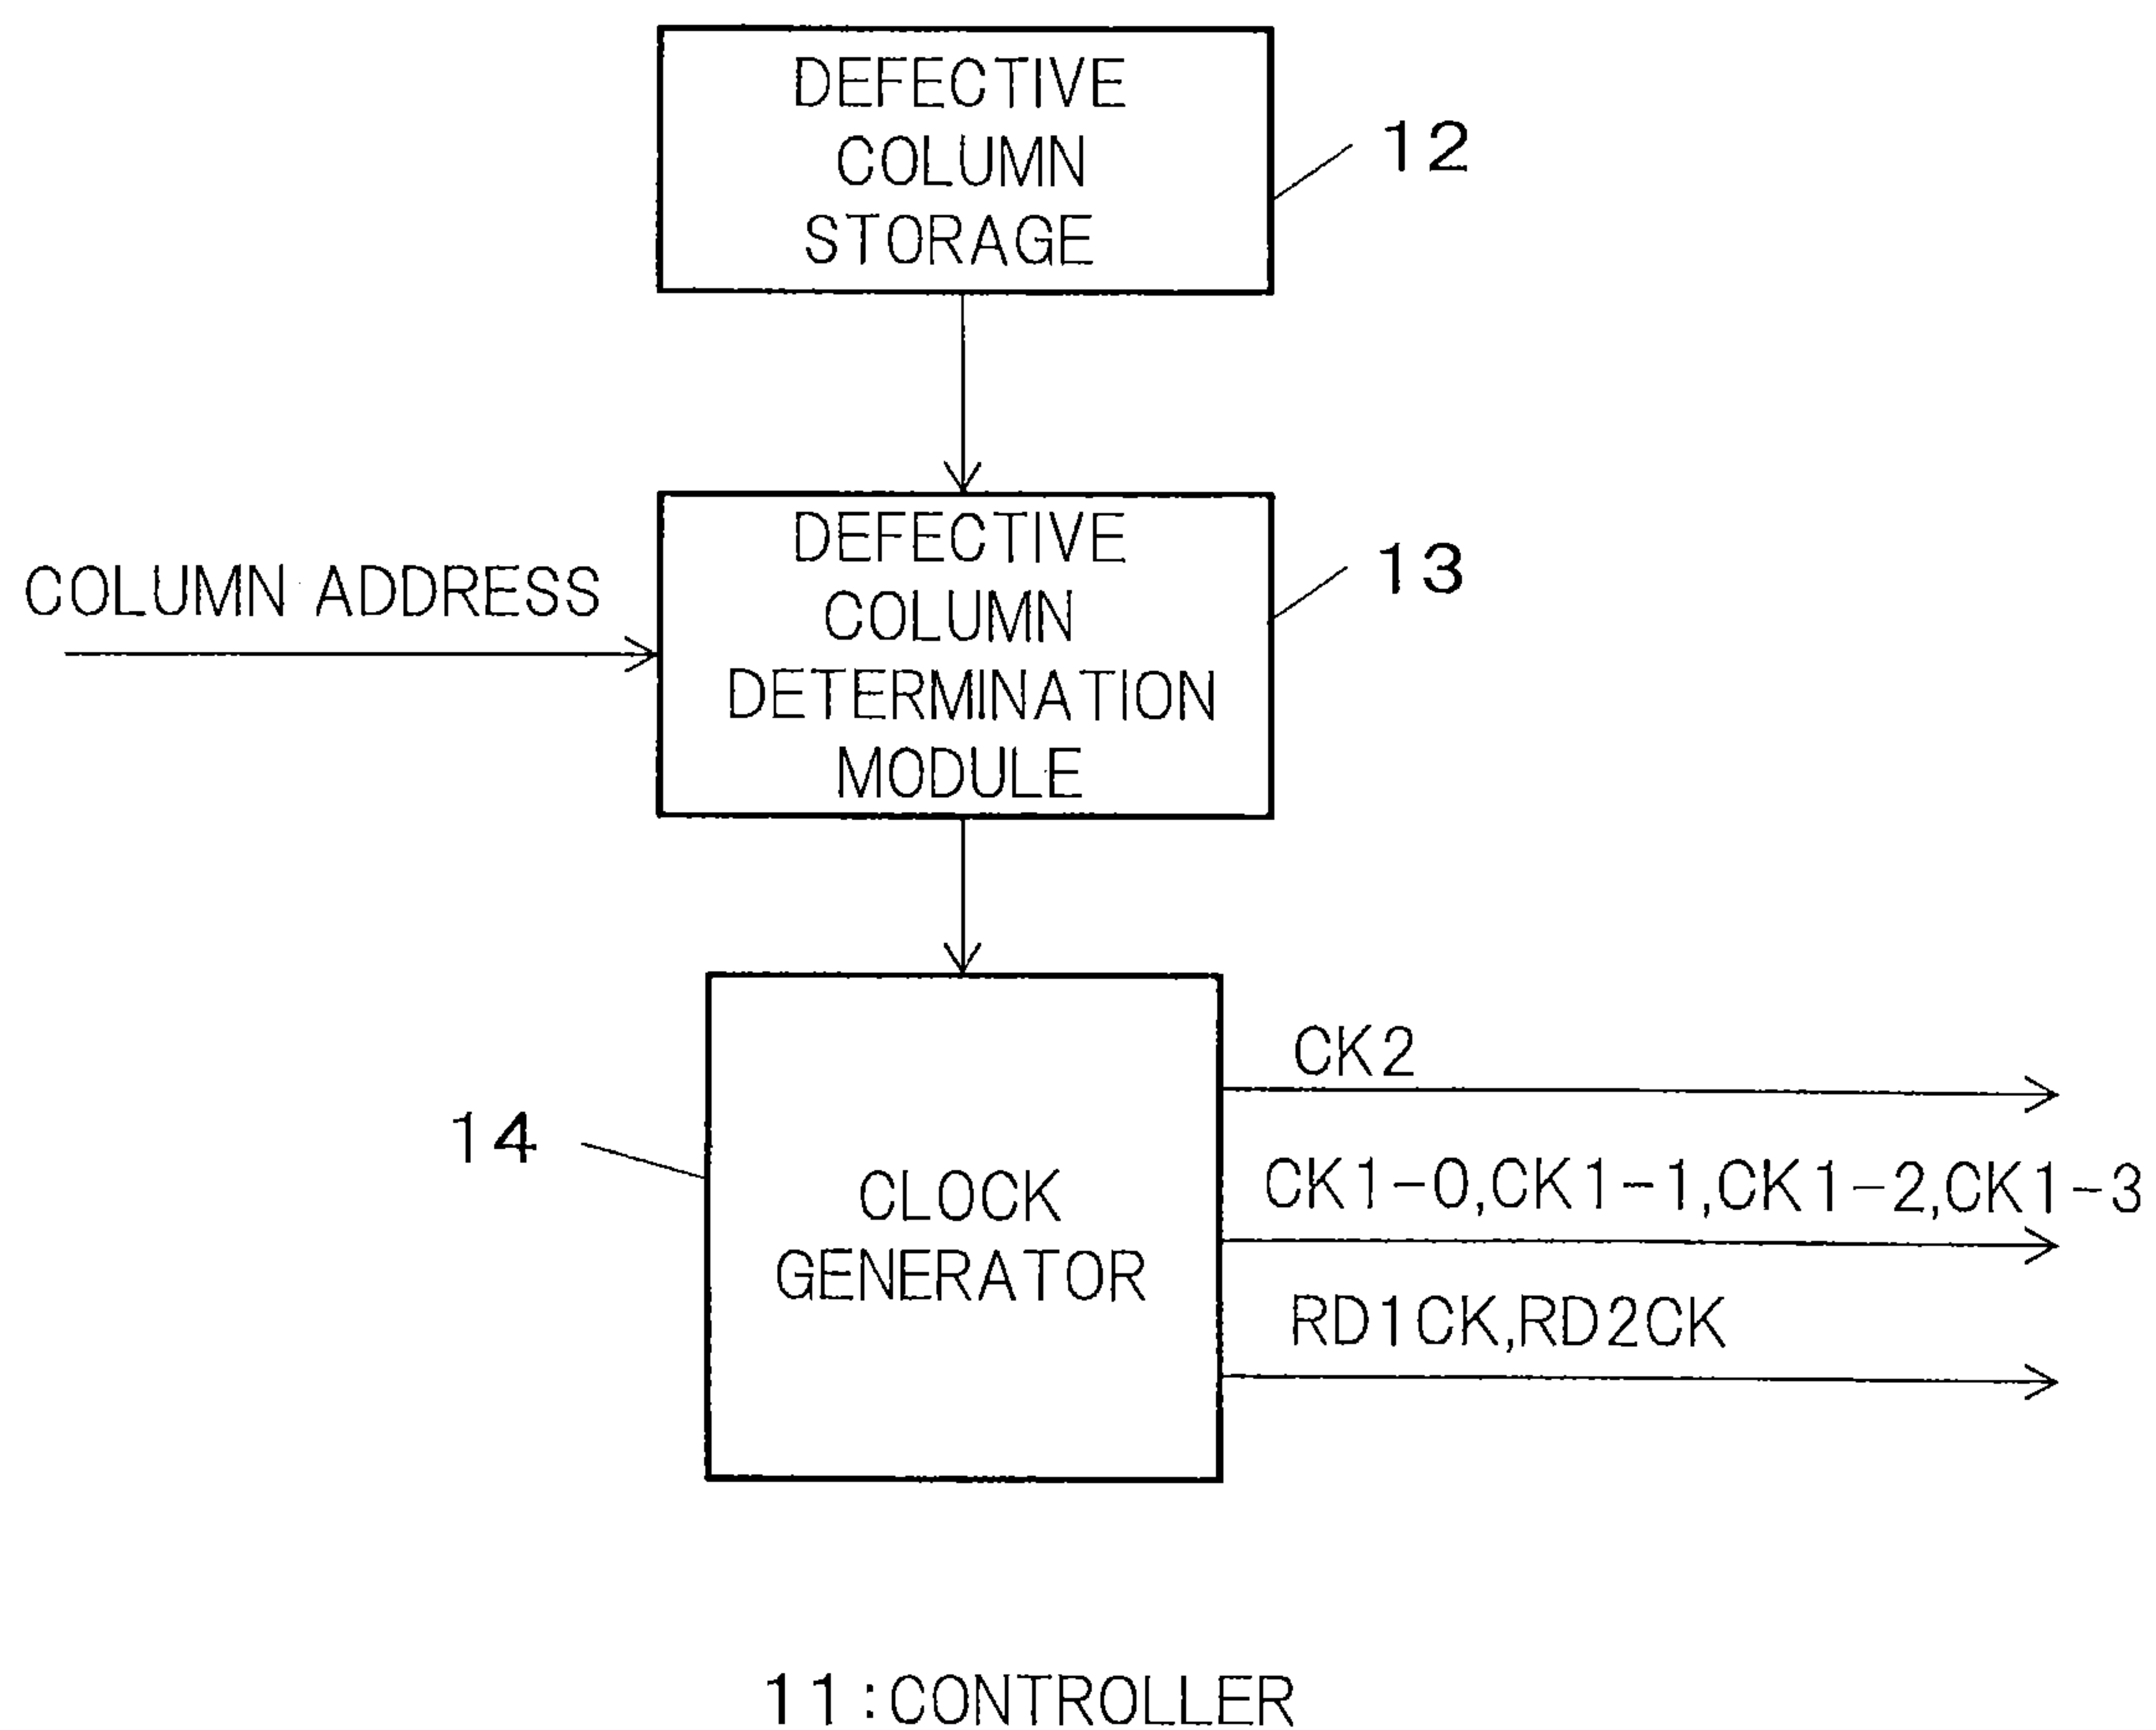 DEFECTIVE
COLUMN
STORAGE
12
COLUMN ADDRESS
DEFECTIVE
COLUMN
DETERMINATION
MODULE
13
14
CLOCK
GENERATOR
CK2
CK1-0,CK1-1,CK1-2,CK1-3
RD1CK,RD2CK
11:CONTROLLER